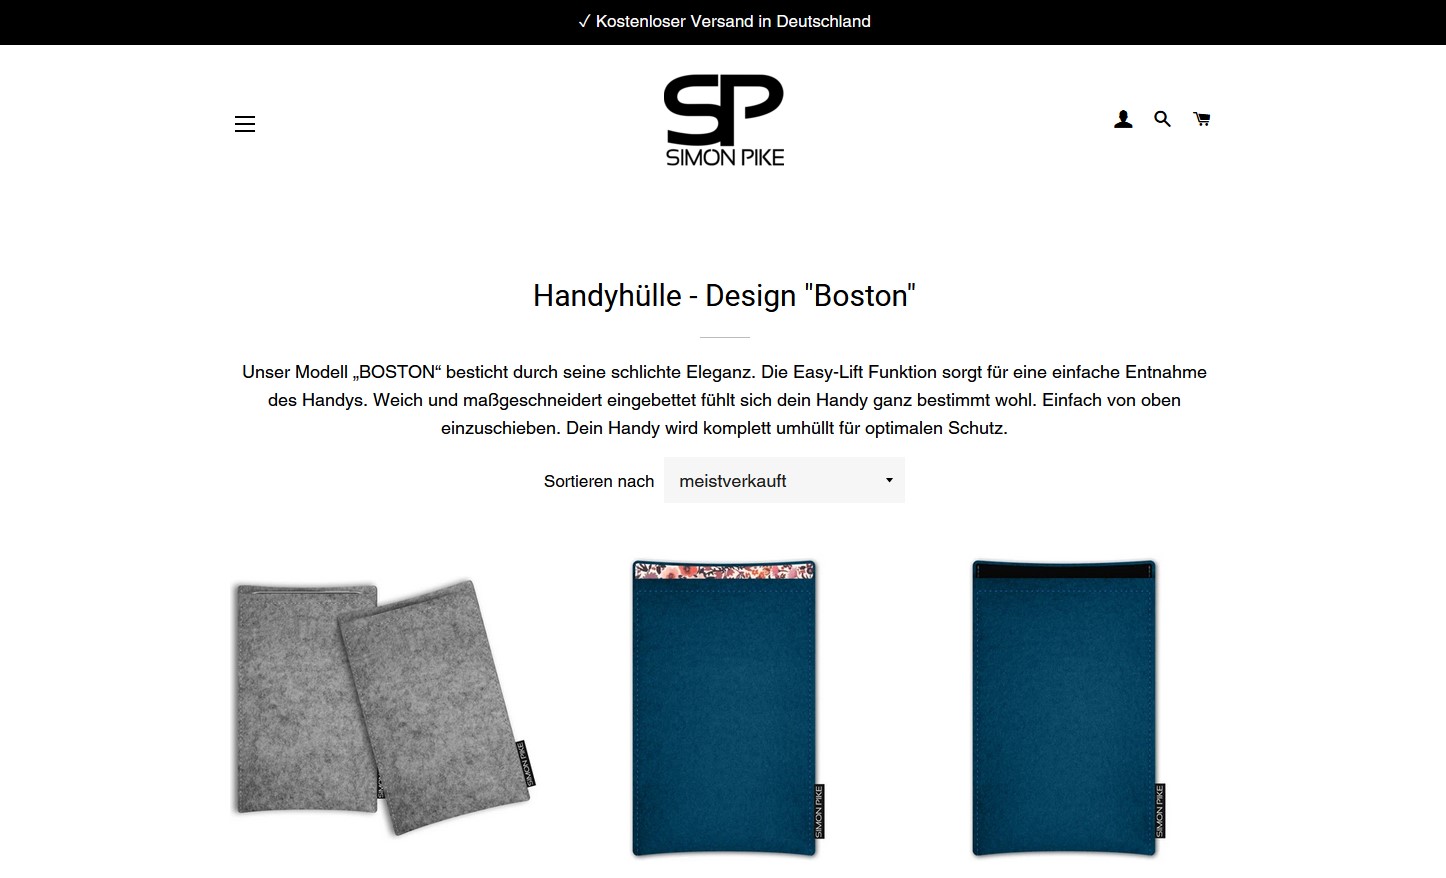 ✓ Kostenloser Versand in Deutschland
SP
SIMON PIKE
Handyhülle - Design "Boston"
Unser Modell „BOSTON“ besticht durch seine schlichte Eleganz. Die Easy-Lift Funktion sorgt für eine einfache Entnahme
des Handys. Weich und maßgeschneidert eingebettet fühlt sich dein Handy ganz bestimmt wohl. Einfach von oben
einzuschieben. Dein Handy wird komplett umhüllt für optimalen Schutz.
Sortieren nach meistverkauft
SIMON
SIMON PIKE
SIMON PIKE
SIMON PIKE